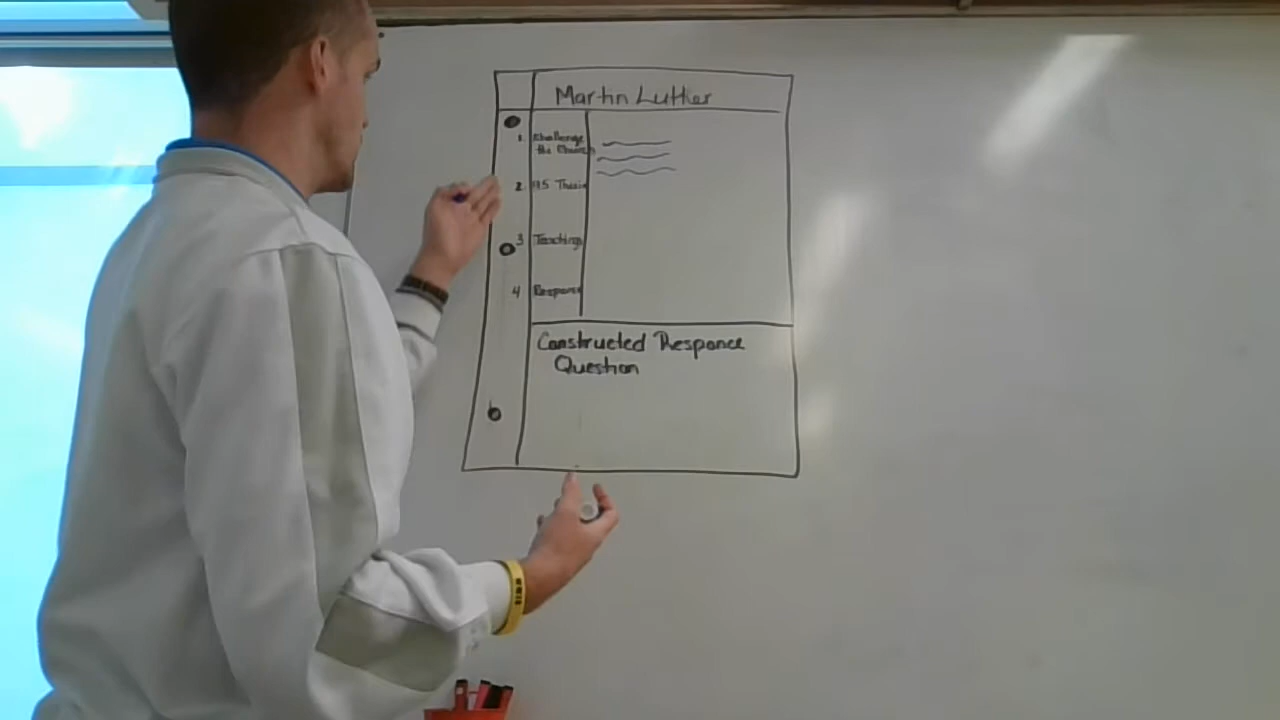 Martin Luther
1. Challenge
the Church
2. 95 Thesis
3 Teachings
4 Response
Constructed Responce
Question